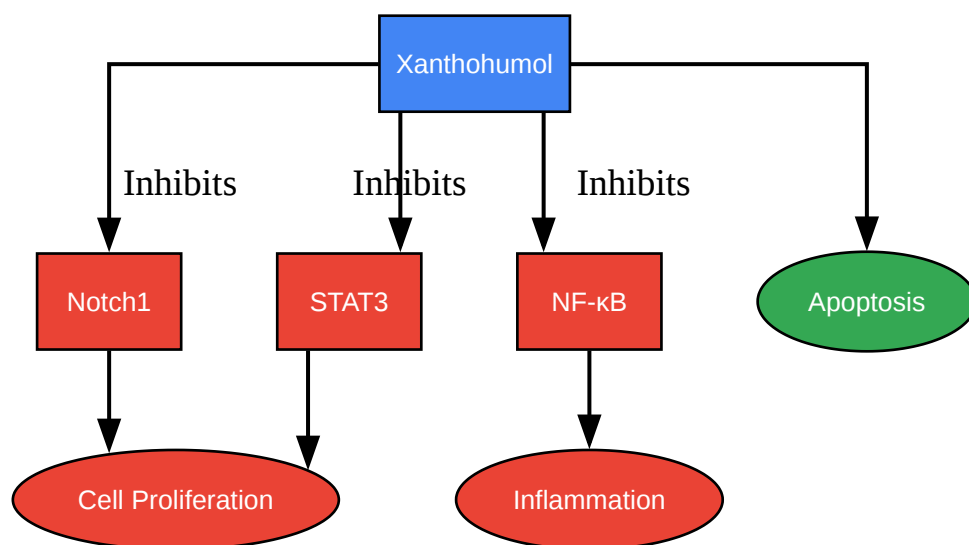 Xanthohumol
Inhibits
Inhibits
Inhibits
Notch1
STAT3
NF-κB
Apoptosis
Cell Proliferation
Inflammation